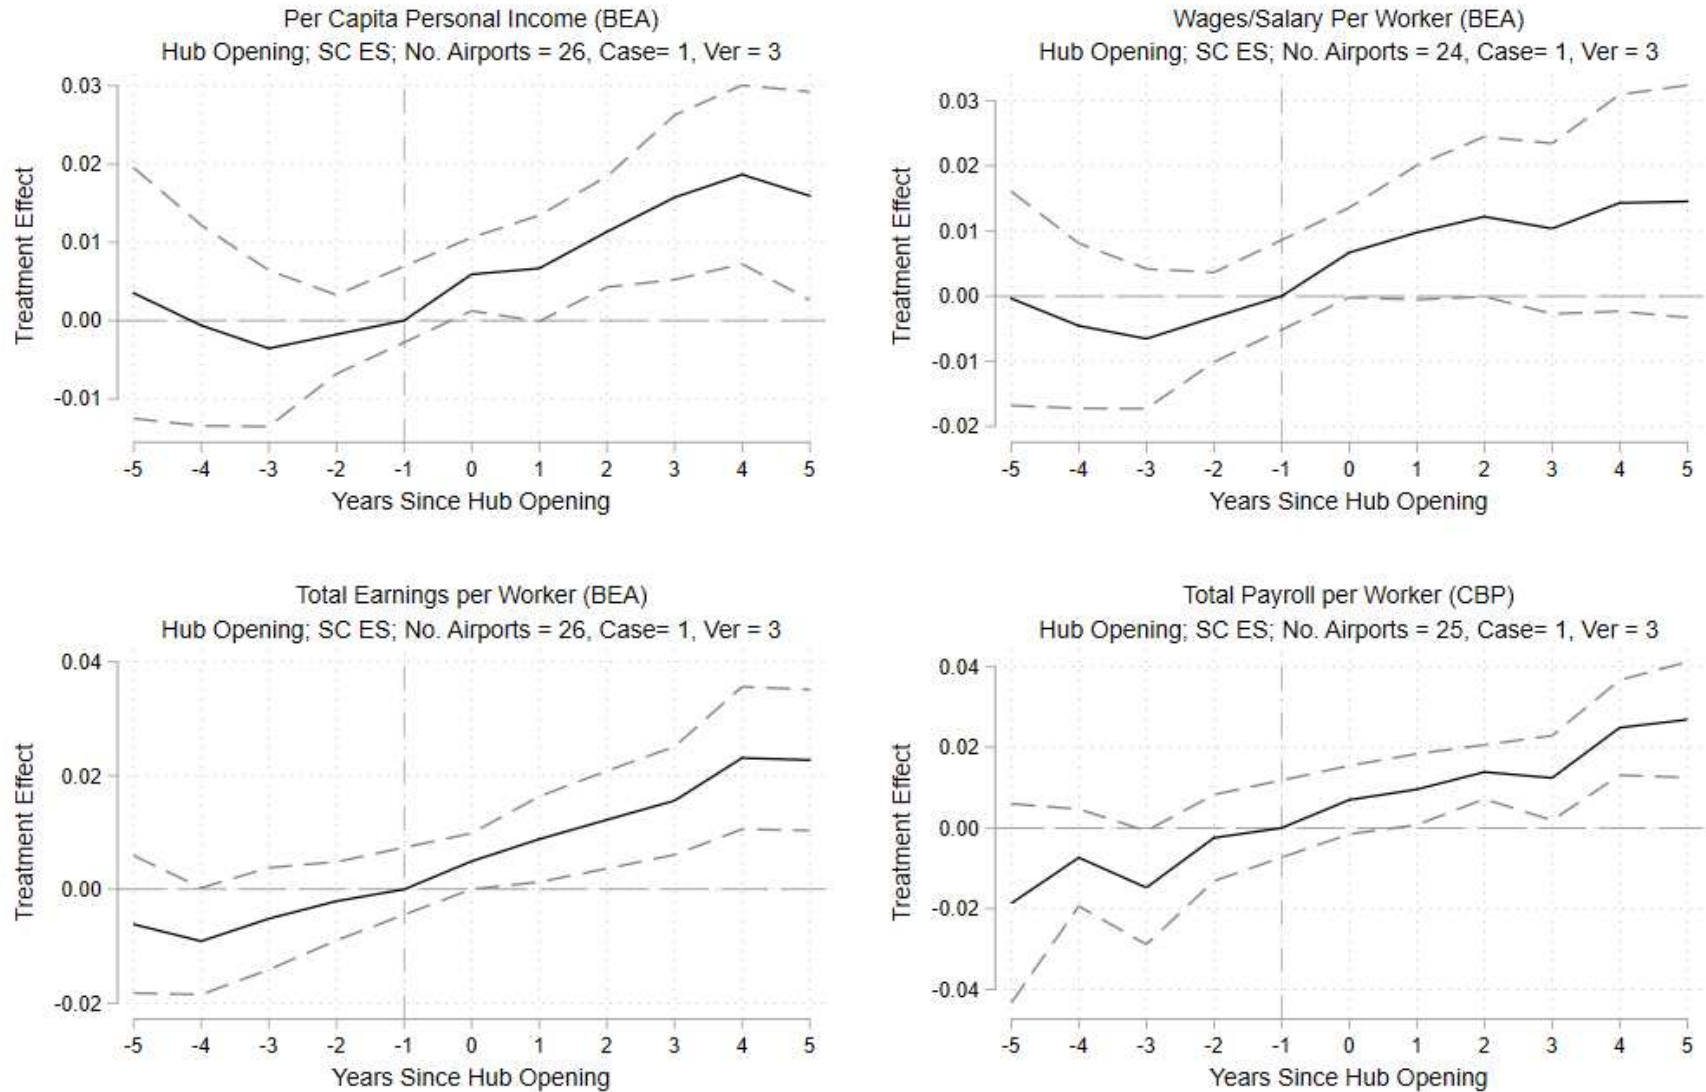 Per Capita Personal Income (BEA)
Hub Opening; SC ES; No. Airports = 26, Case= 1, Ver = 3
0.03
0.02
0.01
0.00
-0.01
Treatment Effect
-5 -4 -3 -2 -1 0 1 2 3 4 5
Years Since Hub Opening
Wages/Salary Per Worker (BEA)
Hub Opening; SC ES; No. Airports = 24, Case= 1, Ver = 3
0.03
0.02
0.01
0.00
-0.01
-0.02
Treatment Effect
-5 -4 -3 -2 -1 0 1 2 3 4 5
Years Since Hub Opening
Total Earnings per Worker (BEA)
Hub Opening; SC ES; No. Airports = 26, Case= 1, Ver = 3
0.04
0.02
0.00
-0.02
Treatment Effect
-5 -4 -3 -2 -1 0 1 2 3 4 5
Years Since Hub Opening
Total Payroll per Worker (CBP)
Hub Opening; SC ES; No. Airports = 25, Case= 1, Ver = 3
0.04
0.02
0.00
-0.02
-0.04
Treatment Effect
-5 -4 -3 -2 -1 0 1 2 3 4 5
Years Since Hub Opening